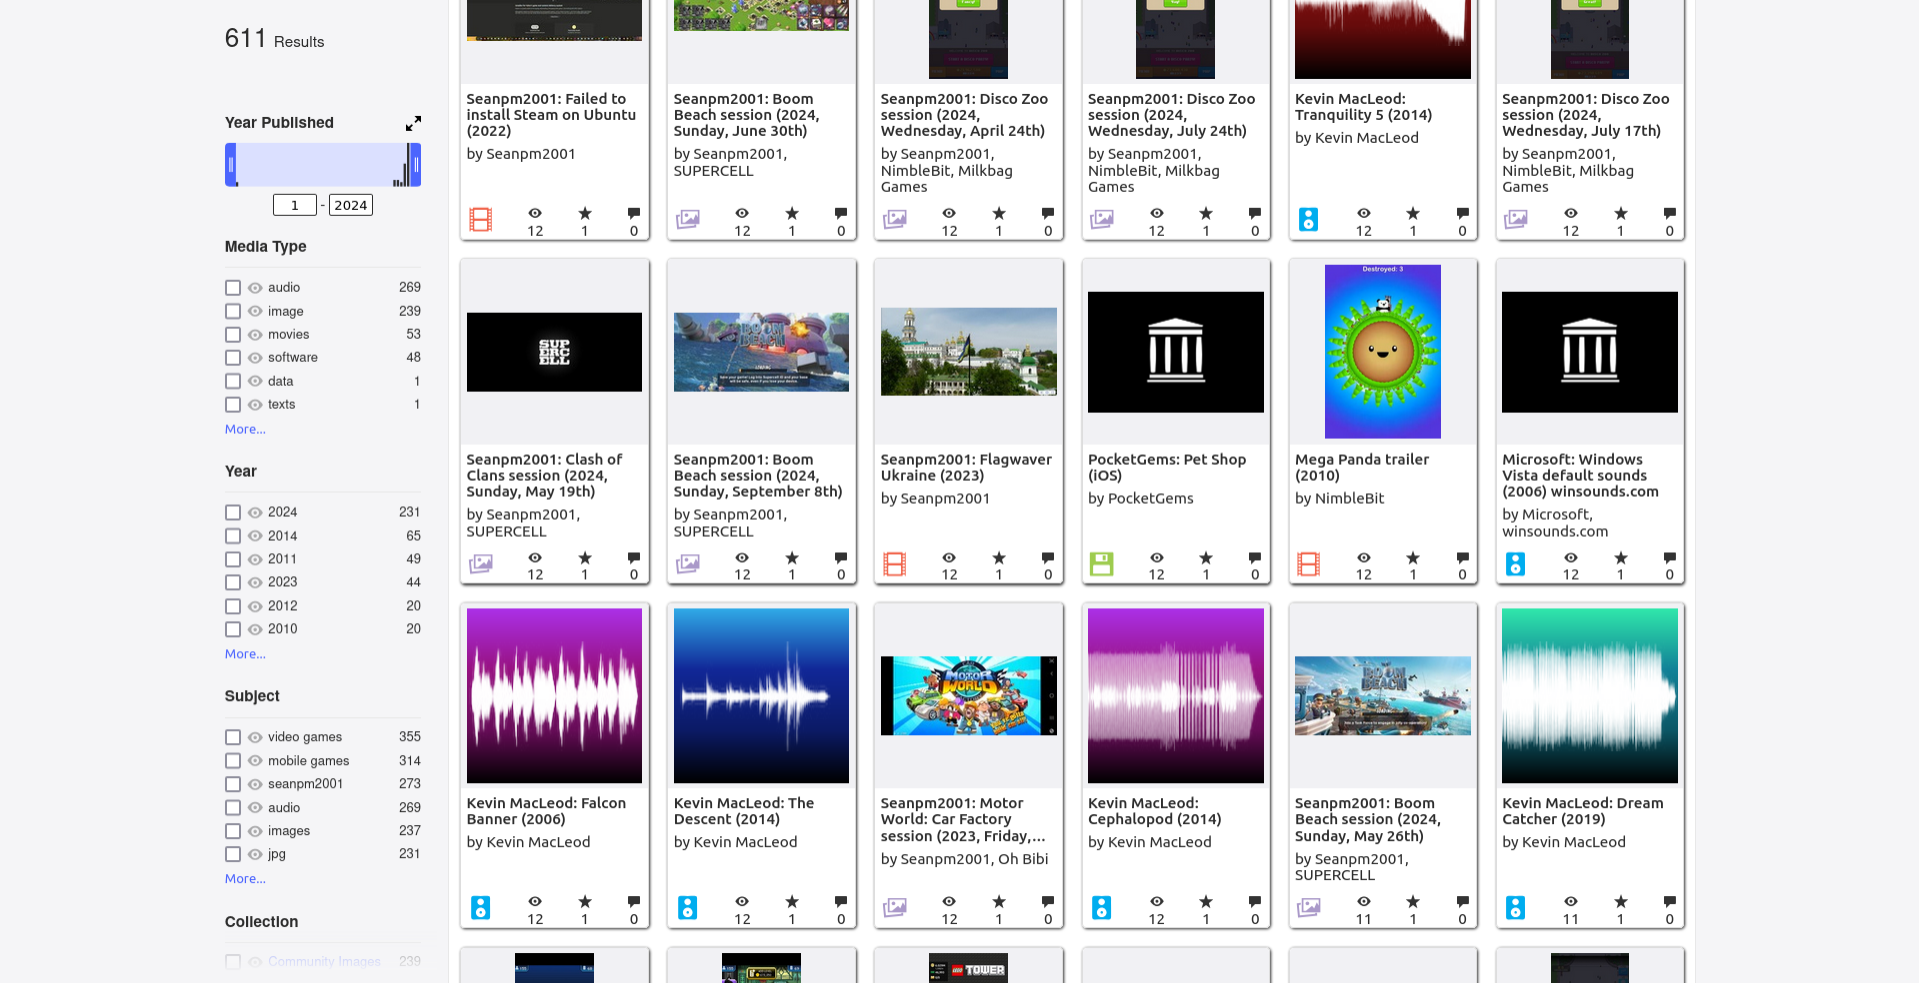 611 Results
Year Published
1 - 2024
Media Type
audio 269
image 239
movies 53
software 48
data 1
texts 1
More...
Year
2024 231
2014 65
2011 49
2023 44
2012 20
2010 20
More...
Subject
video games 355
mobile games 314
seanpm2001 273
audio 269
images 237
jpg 231
More...
Collection
Community Images 239
Seanpm2001: Failed to
install Steam on Ubuntu
(2022)
by Seanpm2001
12 1 0
Seanpm2001: Boom
Beach session (2024,
Sunday, June 30th)
by Seanpm2001,
SUPERCELL
12 1 0
Seanpm2001: Disco Zoo
session (2024,
Wednesday, April 24th)
by Seanpm2001,
NimbleBit, Milkbag
Games
12 1 0
Seanpm2001: Disco Zoo
session (2024,
Wednesday, July 24th)
by Seanpm2001,
NimbleBit, Milkbag
Games
12 1 0
Kevin MacLeod:
Tranquility 5 (2014)
by Kevin MacLeod
12 1 0
Seanpm2001: Disco Zoo
session (2024,
Wednesday, July 17th)
by Seanpm2001,
NimbleBit, Milkbag
Games
12 1 0
SUP
ERC
ELL
Seanpm2001: Clash of
Clans session (2024,
Sunday, May 19th)
by Seanpm2001,
SUPERCELL
12 1 0
BOOM
BEACH
Seanpm2001: Boom
Beach session (2024,
Sunday, September 8th)
by Seanpm2001,
SUPERCELL
12 1 0
Seanpm2001: Flagwaver
Ukraine (2023)
by Seanpm2001
12 1 0
PocketGems: Pet Shop
(iOS)
by PocketGems
12 1 0
Destroyed: 3
Mega Panda trailer
(2010)
by NimbleBit
12 1 0
Microsoft: Windows
Vista default sounds
(2006) winsounds.com
by Microsoft,
winsounds.com
12 1 0
Kevin MacLeod: Falcon
Banner (2006)
by Kevin MacLeod
12 1 0
Kevin MacLeod: The
Descent (2014)
by Kevin MacLeod
12 1 0
MOTOR
WORLD
Seanpm2001: Motor
World: Car Factory
session (2023, Friday,...
by Seanpm2001, Oh Bibi
12 1 0
Kevin MacLeod:
Cephalopod (2014)
by Kevin MacLeod
12 1 0
BOOM
BEACH
Seanpm2001: Boom
Beach session (2024,
Sunday, May 26th)
by Seanpm2001,
SUPERCELL
11 1 0
Kevin MacLeod: Dream
Catcher (2019)
by Kevin MacLeod
11 1 0
LEGO TOWER